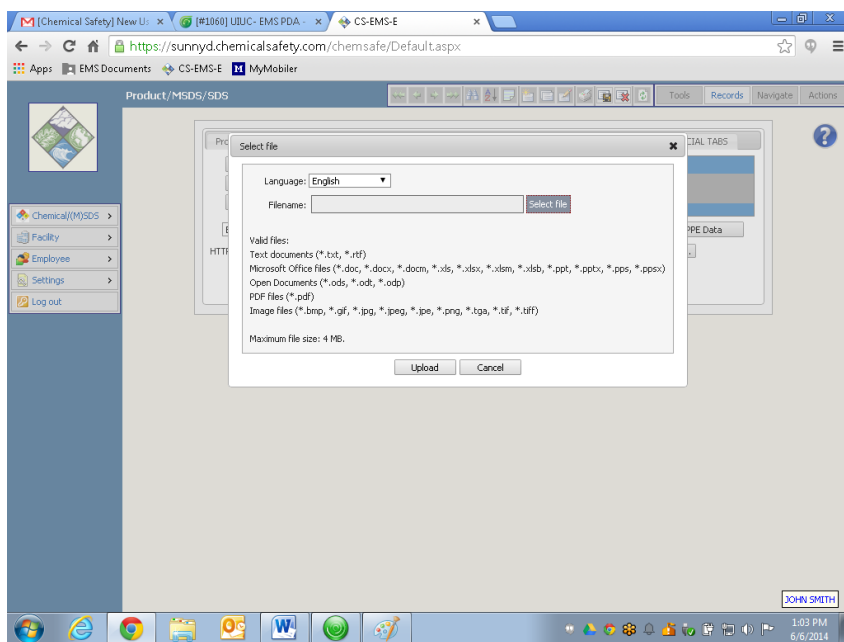 [Chemical Safety] New Us
[#1060] UIUC- EMS PDA -
CS-EMS-E
https://sunnyd.chemicalsafety.com/chemsafe/Default.aspx
Apps
EMS Documents
CS-EMS-E
M MyMobiler
Product/MSDS/SDS
Tools
Records
Navigate
Actions
Chemical/(M)SDS
Facility
Employee
Settings
Log out
Pro
CIAL TABS
HTTP
PPE Data
Select file
Language: English
Filename:
Select file
Valid files:
Text documents (*.txt, *.rtf)
Microsoft Office files (*.doc, *.docx, *.docm, *.xls, *.xlsx, *.xlsm, *.xlsb, *.ppt, *.pptx, *.pps, *.ppsx)
Open Documents (*.ods, *.odt, *.odp)
PDF files (*.pdf)
Image files (*.bmp, *.gif, *.jpg, *.jpeg, *.jpe, *.png, *.tga, *.tif, *.tiff)
Maximum file size: 4 MB.
Upload
Cancel
JOHN SMITH
1:03 PM
6/6/2014